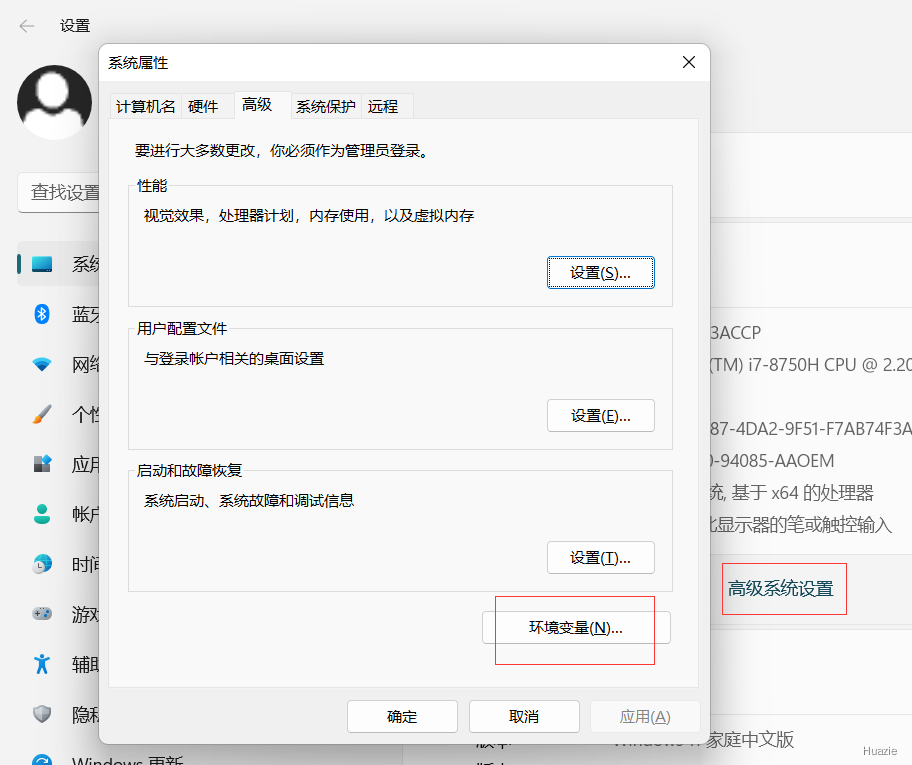 设置
系统属性
计算机名 硬件 高级 系统保护 远程
要进行大多数更改，你必须作为管理员登录。
查找设置
性能
视觉效果，处理器计划，内存使用，以及虚拟内存
设置(S)...
系统
蓝牙
用户配置文件
与登录帐户相关的桌面设置
设置(E)...
3ACCP
(TM) i7-8750H CPU @ 2.20
网络
个性
87-4DA2-9F51-F7AB74F3A
应用
启动和故障恢复
系统启动、系统故障和调试信息
设置(T)...
-94085-AAOEM
统, 基于 x64 的处理器
显示器的笔或触控输入
帐户
时间
高级系统设置
游戏
环境变量(N)...
辅助
隐私
确定 取消 应用(A)
家庭中文版
Windows 更新
Huazie